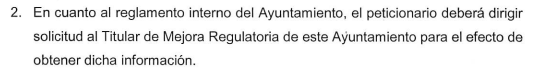 2. En cuanto al reglamento interno del Ayuntamiento, el peticionario deberá dirigir
solicitud al Titular de Mejora Regulatoria de este Ayuntamiento para el efecto de
obtener dicha información.